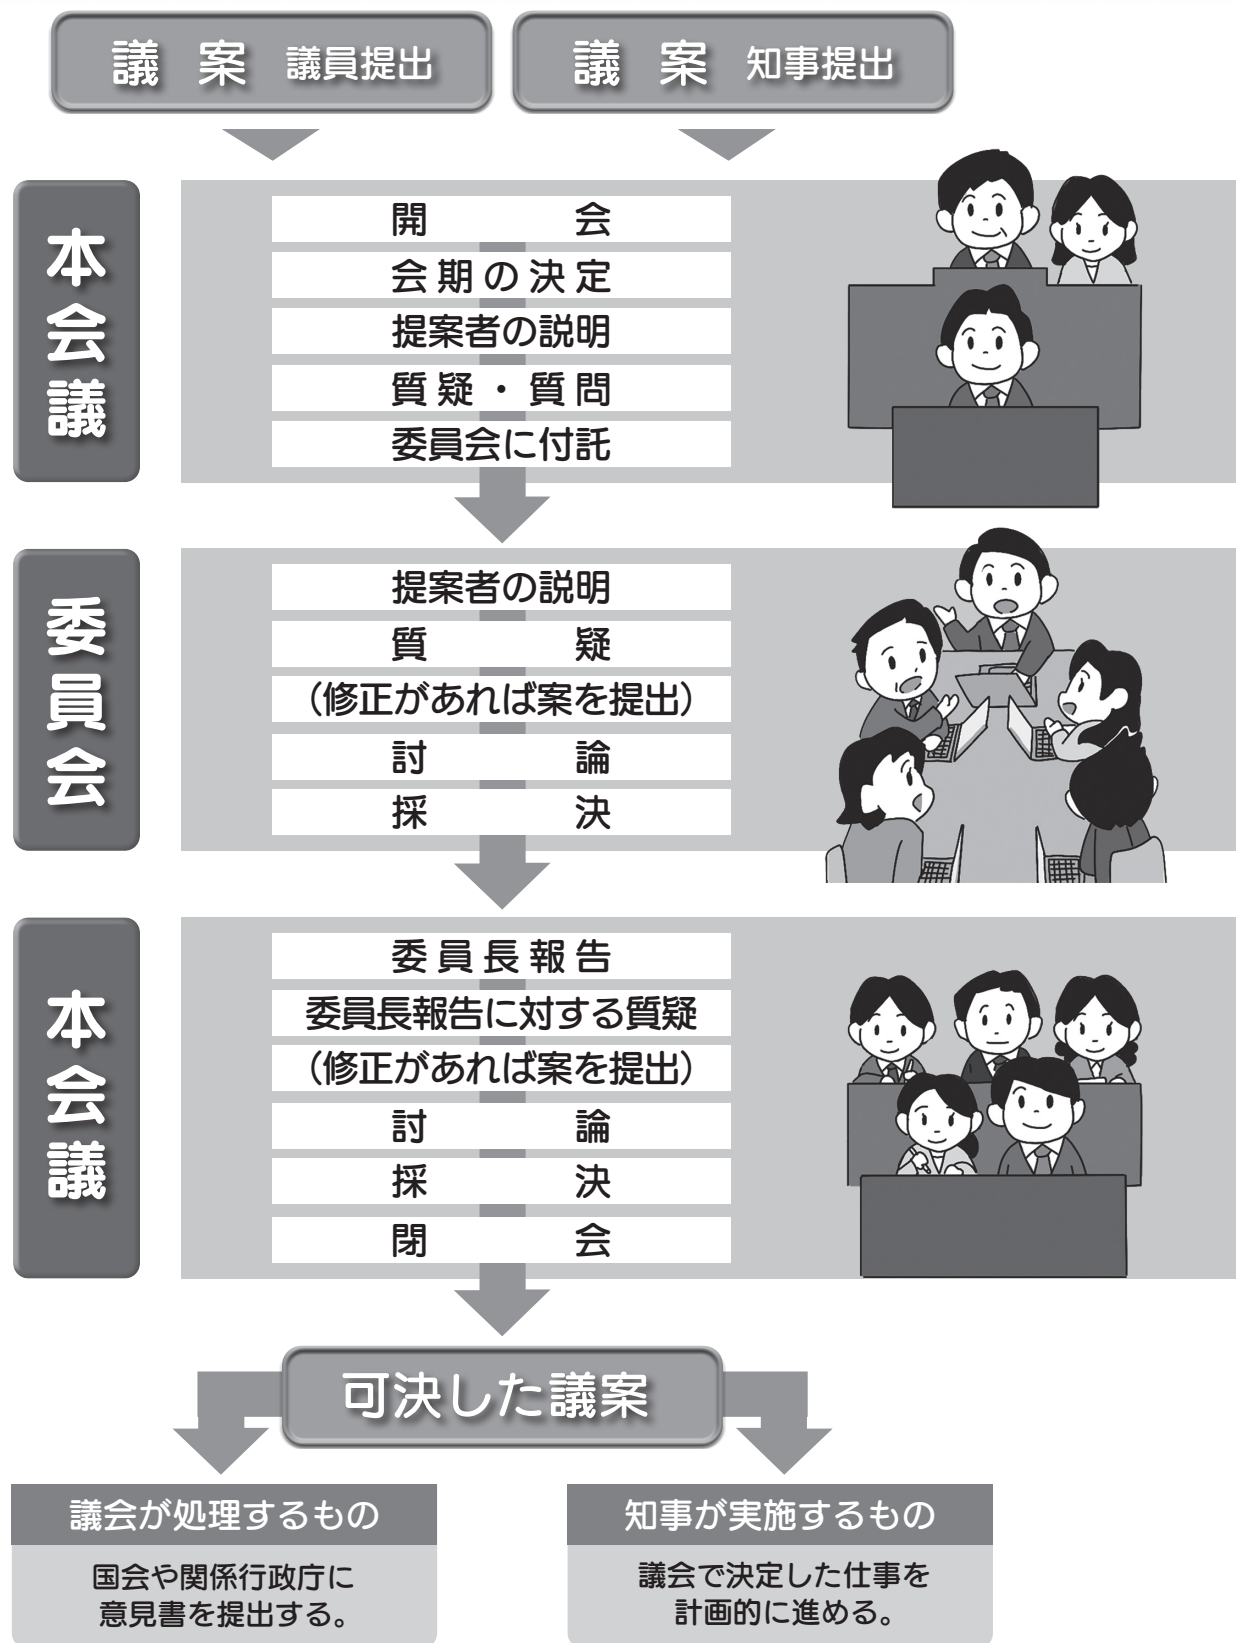 議案 議員提出
議案 知事提出
本会議
開会
会期の決定
提案者の説明
質疑・質問
委員会に付託
委員会
提案者の説明
質疑
（修正があれば案を提出）
討論
採決
本会議
委員長報告
委員長報告に対する質疑
（修正があれば案を提出）
討論
採決
閉会
可決した議案
議会が処理するもの
国会や関係行政庁に
意見書を提出する。
知事が実施するもの
議会で決定した仕事を
計画的に進める。